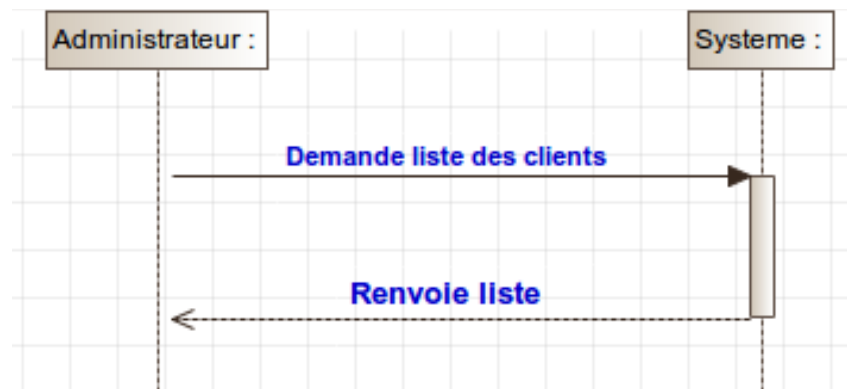 Administrateur :
Systeme :
Demande liste des clients
Renvoie liste